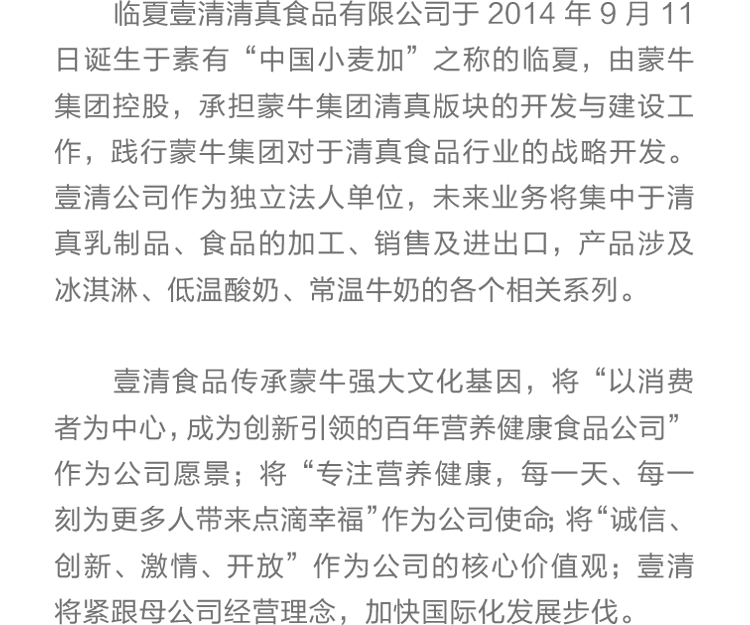 临夏壹清清真食品有限公司于 2014 年 9 月 11
日诞生于素有“中国小麦加”之称的临夏，由蒙牛
集团控股，承担蒙牛集团清真版块的开发与建设工
作，践行蒙牛集团对于清真食品行业的战略开发。
壹清公司作为独立法人单位，未来业务将集中于清
真乳制品、食品的加工、销售及进出口，产品涉及
冰淇淋、低温酸奶、常温牛奶的各个相关系列。
壹清食品传承蒙牛强大文化基因，将“以消费
者为中心，成为创新引领的百年营养健康食品公司”
作为公司愿景；将“专注营养健康，每一天、每一
刻为更多人带来点滴幸福”作为公司使命；将“诚信、
创新、激情、开放”作为公司的核心价值观；壹清
将紧跟母公司经营理念，加快国际化发展步伐。